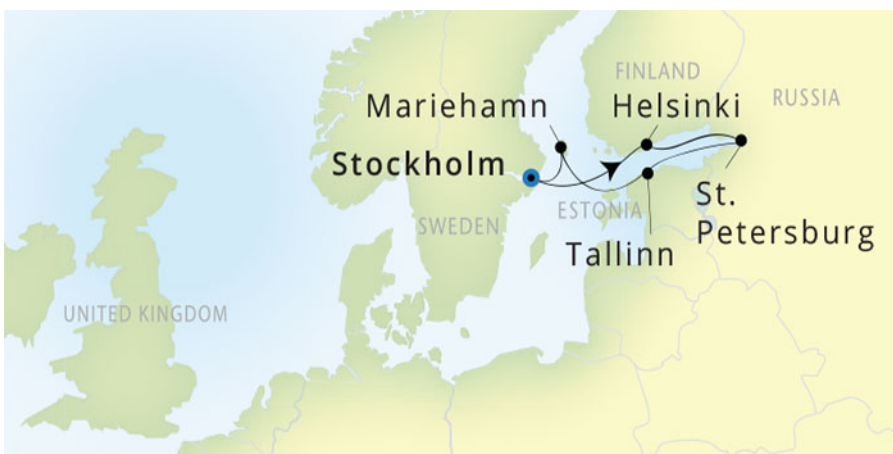 FINLAND
RUSSIA
Mariehamn
Helsinki
Stockholm
St.
Petersburg
ESTONIA
SWEDEN
Tallinn
UNITED KINGDOM